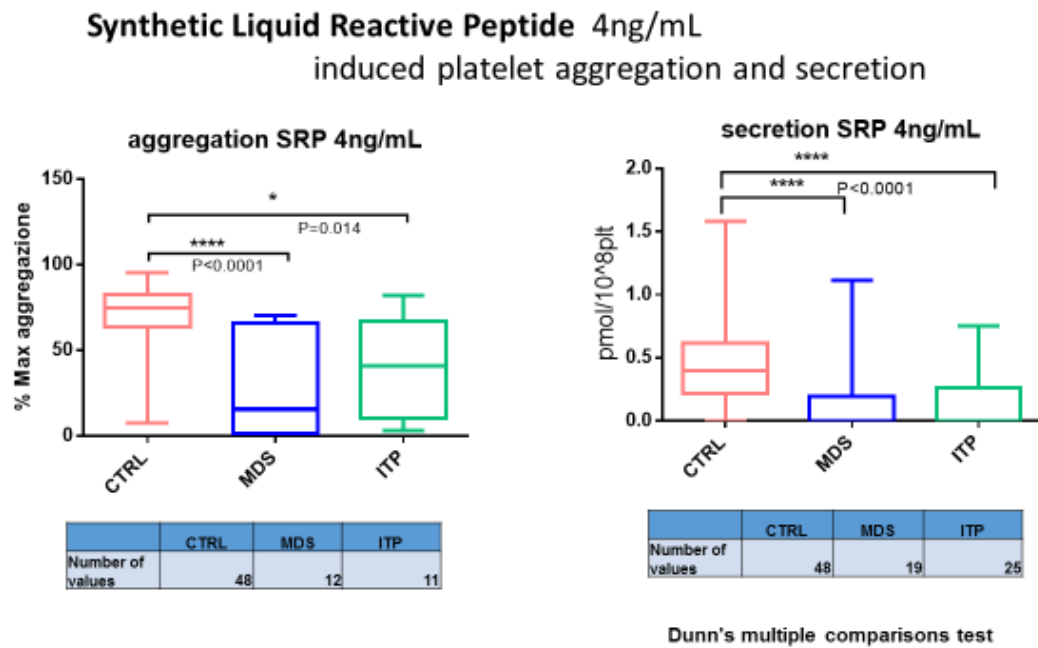 Synthetic Liquid Reactive Peptide 4ng/mL
induced platelet aggregation and secretion
aggregation SRP 4ng/mL
% Max aggregazione
150
100
50
0
*
P=0.014
****
P<0.0001
CTRL
MDS
ITP
CTRL MDS ITP
Number of
values 48 12 11
secretion SRP 4ng/mL
pmol/10^8plt
2.0
1.5
1.0
0.5
0.0
****
P<0.0001
****
CTRL
MDS
ITP
CTRL MDS ITP
Number of
values 48 19 25
Dunn's multiple comparisons test